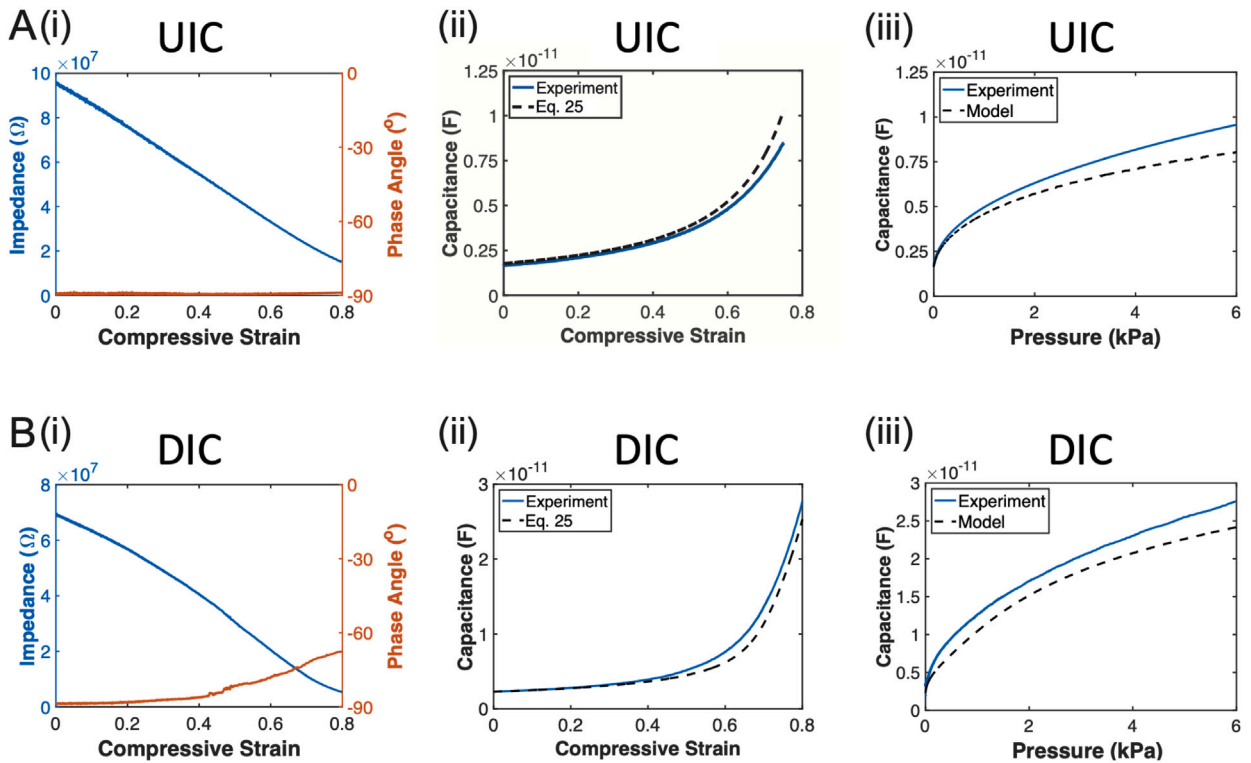 A(i) UIC
×10⁷
10
8
6
4
2
0
Impedance (Ω)
0
-30
-60
-90
Phase Angle (°)
0 0.2 0.4 0.6 0.8
Compressive Strain
(ii) UIC
×10⁻¹¹
1.25
1
0.75
0.5
0.25
0
Capacitance (F)
Experiment
Eq. 25
0 0.2 0.4 0.6 0.8
Compressive Strain
(iii) UIC
×10⁻¹¹
1.25
1
0.75
0.5
0.25
0
Capacitance (F)
Experiment
Model
0 2 4 6
Pressure (kPa)
B(i) DIC
×10⁷
8
6
4
2
0
Impedance (Ω)
0
-30
-60
-90
Phase Angle (°)
0 0.2 0.4 0.6 0.8
Compressive Strain
(ii) DIC
×10⁻¹¹
3
2
1
0
Capacitance (F)
Experiment
Eq. 25
0 0.2 0.4 0.6 0.8
Compressive Strain
(iii) DIC
×10⁻¹¹
3
2.5
2
1.5
1
0.5
0
Capacitance (F)
Experiment
Model
0 2 4 6
Pressure (kPa)